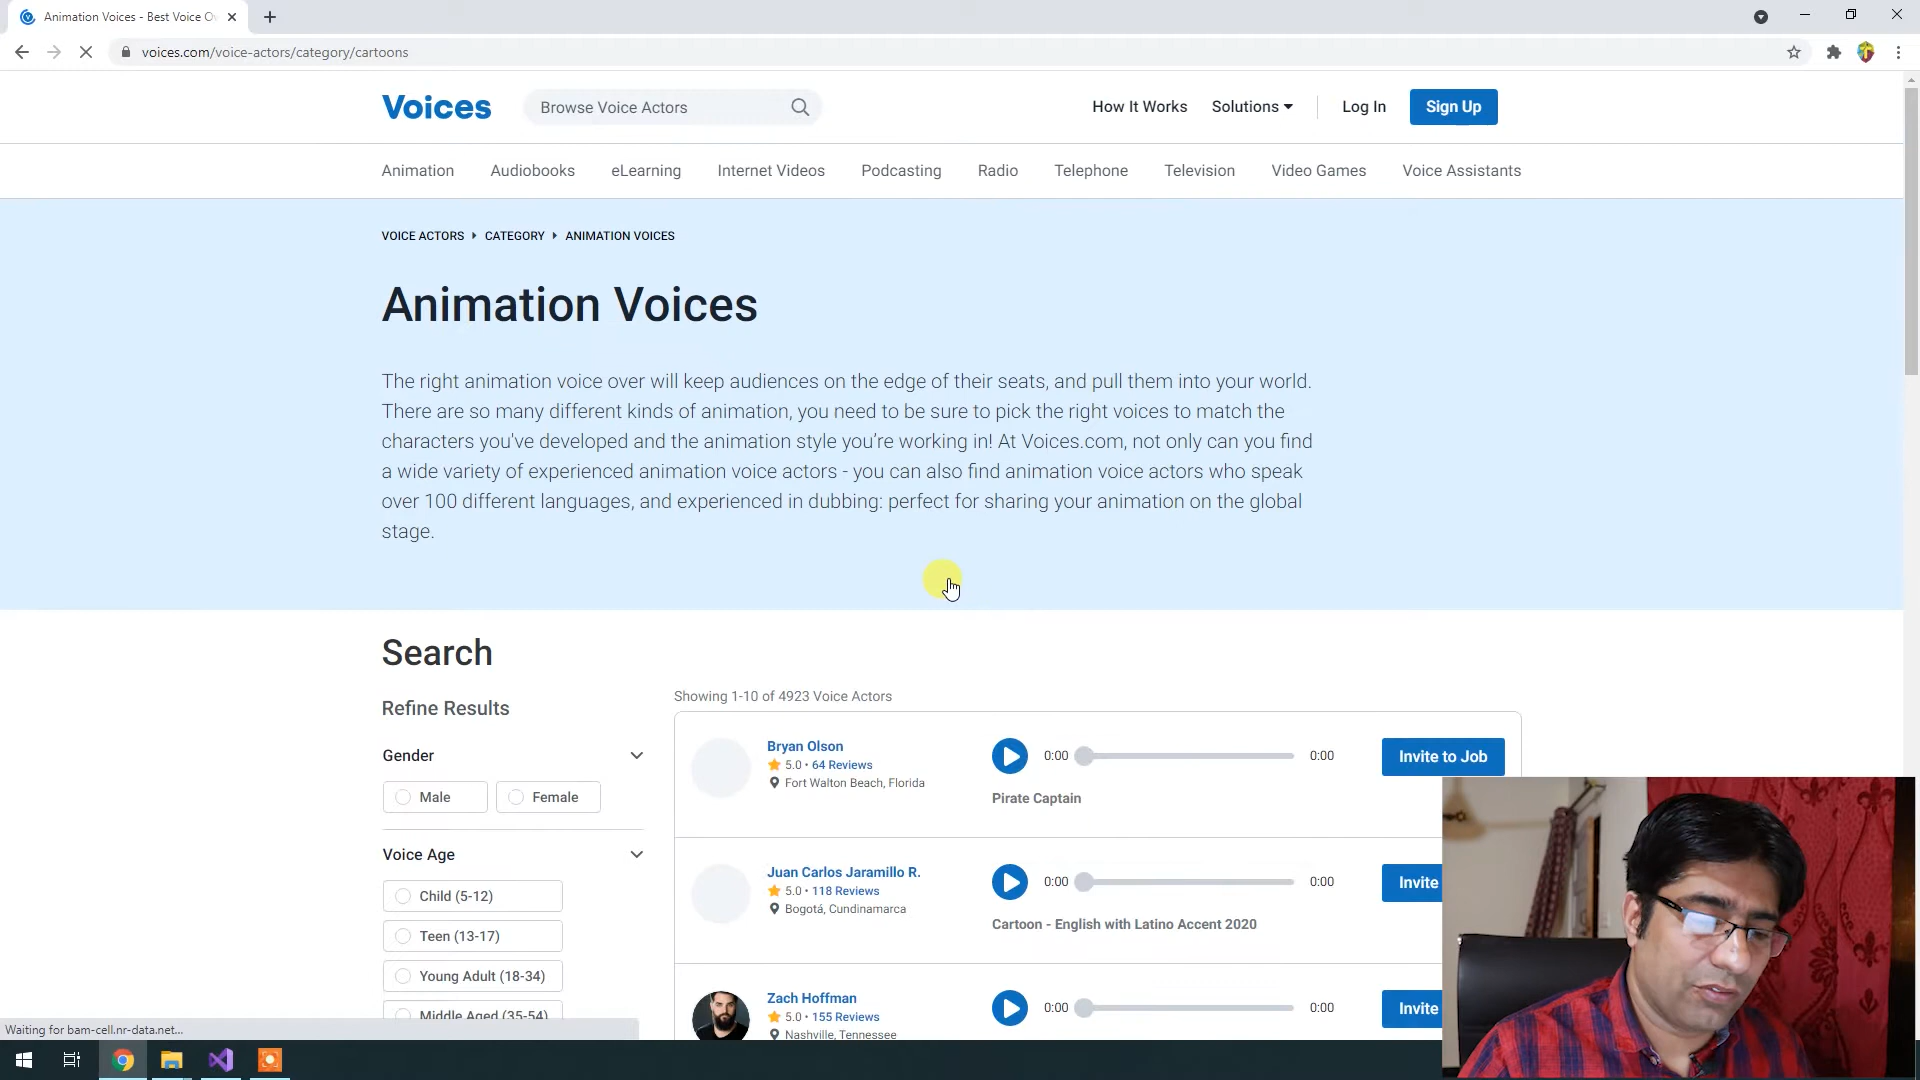 Animation Voices - Best Voice Ov
voices.com/voice-actors/category/cartoons
Voices
Browse Voice Actors
How It Works
Solutions
Log In
Sign Up
Animation
Audiobooks
eLearning
Internet Videos
Podcasting
Radio
Telephone
Television
Video Games
Voice Assistants
VOICE ACTORS
CATEGORY
ANIMATION VOICES
Animation Voices
The right animation voice over will keep audiences on the edge of their seats, and pull them into your world.
There are so many different kinds of animation, you need to be sure to pick the right voices to match the
characters you've developed and the animation style you’re working in! At Voices.com, not only can you find
a wide variety of experienced animation voice actors - you can also find animation voice actors who speak
over 100 different languages, and experienced in dubbing: perfect for sharing your animation on the global
stage.
Search
Refine Results
Gender
Male
Female
Voice Age
Child (5-12)
Teen (13-17)
Young Adult (18-34)
Middle Aged (35-54)
Showing 1-10 of 4923 Voice Actors
Bryan Olson
5.0 • 64 Reviews
Fort Walton Beach, Florida
0:00
0:00
Pirate Captain
Invite to Job
Juan Carlos Jaramillo R.
5.0 • 118 Reviews
Bogotá, Cundinamarca
0:00
0:00
Cartoon - English with Latino Accent 2020
Invite
Zach Hoffman
5.0 • 155 Reviews
Nashville, Tennessee
0:00
0:00
Invite
Waiting for bam-cell.nr-data.net...